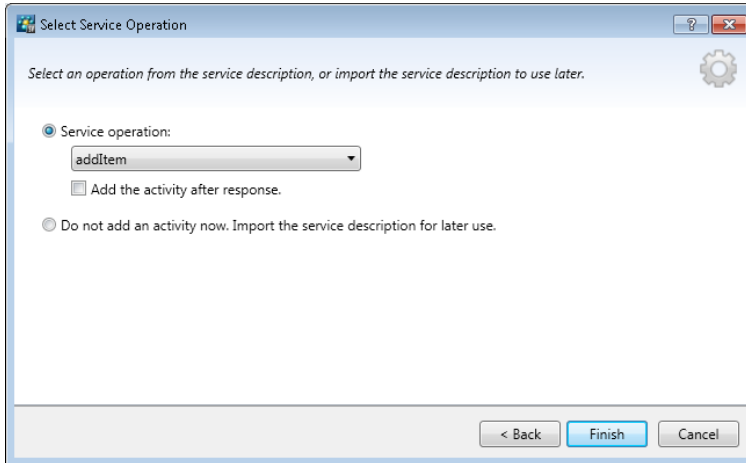 Select Service Operation
?
Select an operation from the service description, or import the service description to use later.
Service operation:
addItem
Add the activity after response.
Do not add an activity now. Import the service description for later use.
< Back
Finish
Cancel